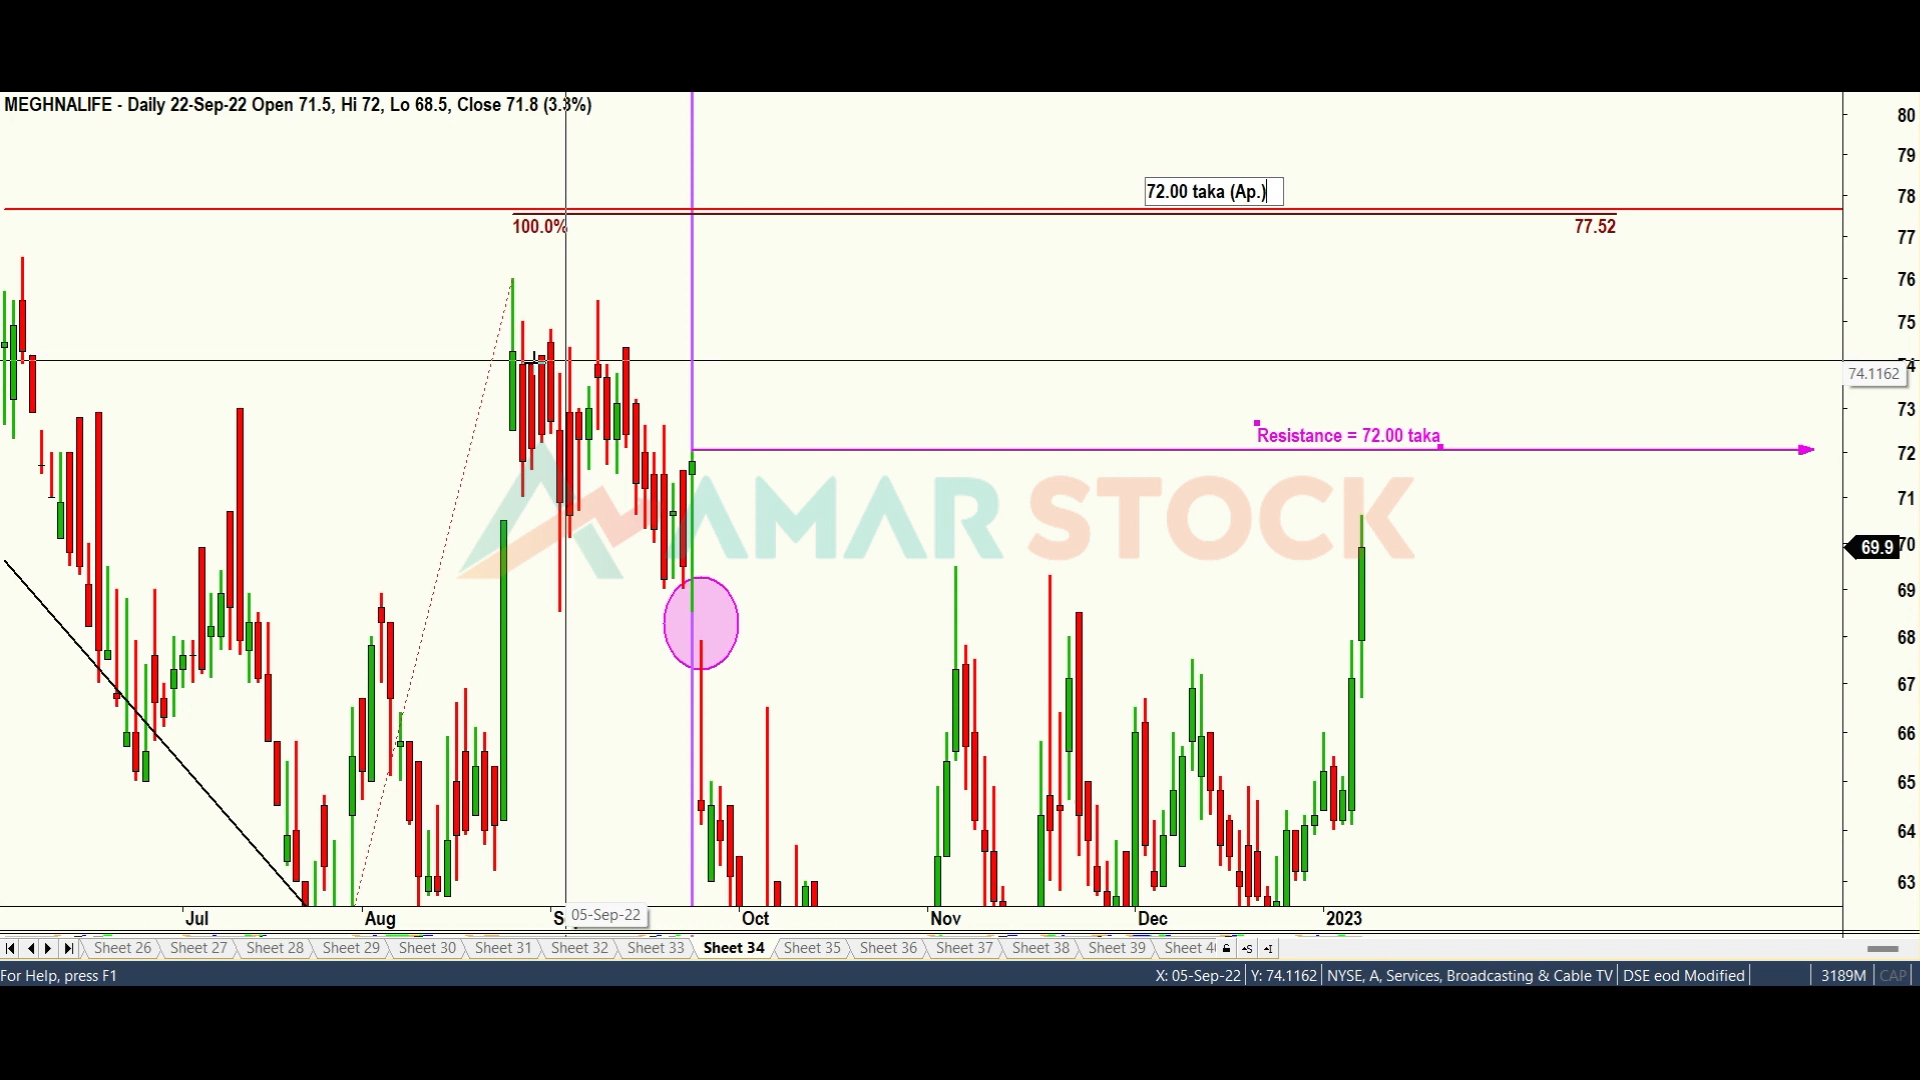 MEGHNALIFE - Daily 22-Sep-22 Open 71.5, Hi 72, Lo 68.5, Close 71.8 (3.3%)
80
79
72.00 taka (Ap.)
78
100.0%
77.52
77
76
75
74
74.1162
73
Resistance = 72.00 taka
72
AMAR STOCK
71
70
69.9
69
68
67
66
65
64
63
Jul
Aug
05-Sep-22
Oct
Nov
Dec
2023
Sheet 26
Sheet 27
Sheet 28
Sheet 29
Sheet 30
Sheet 31
Sheet 32
Sheet 33
Sheet 34
Sheet 35
Sheet 36
Sheet 37
Sheet 38
Sheet 39
Sheet
For Help, press F1
X: 05-Sep-22
Y: 74.1162
NYSE, A, Services, Broadcasting & Cable TV
DSE eod Modified
3189M
CAP